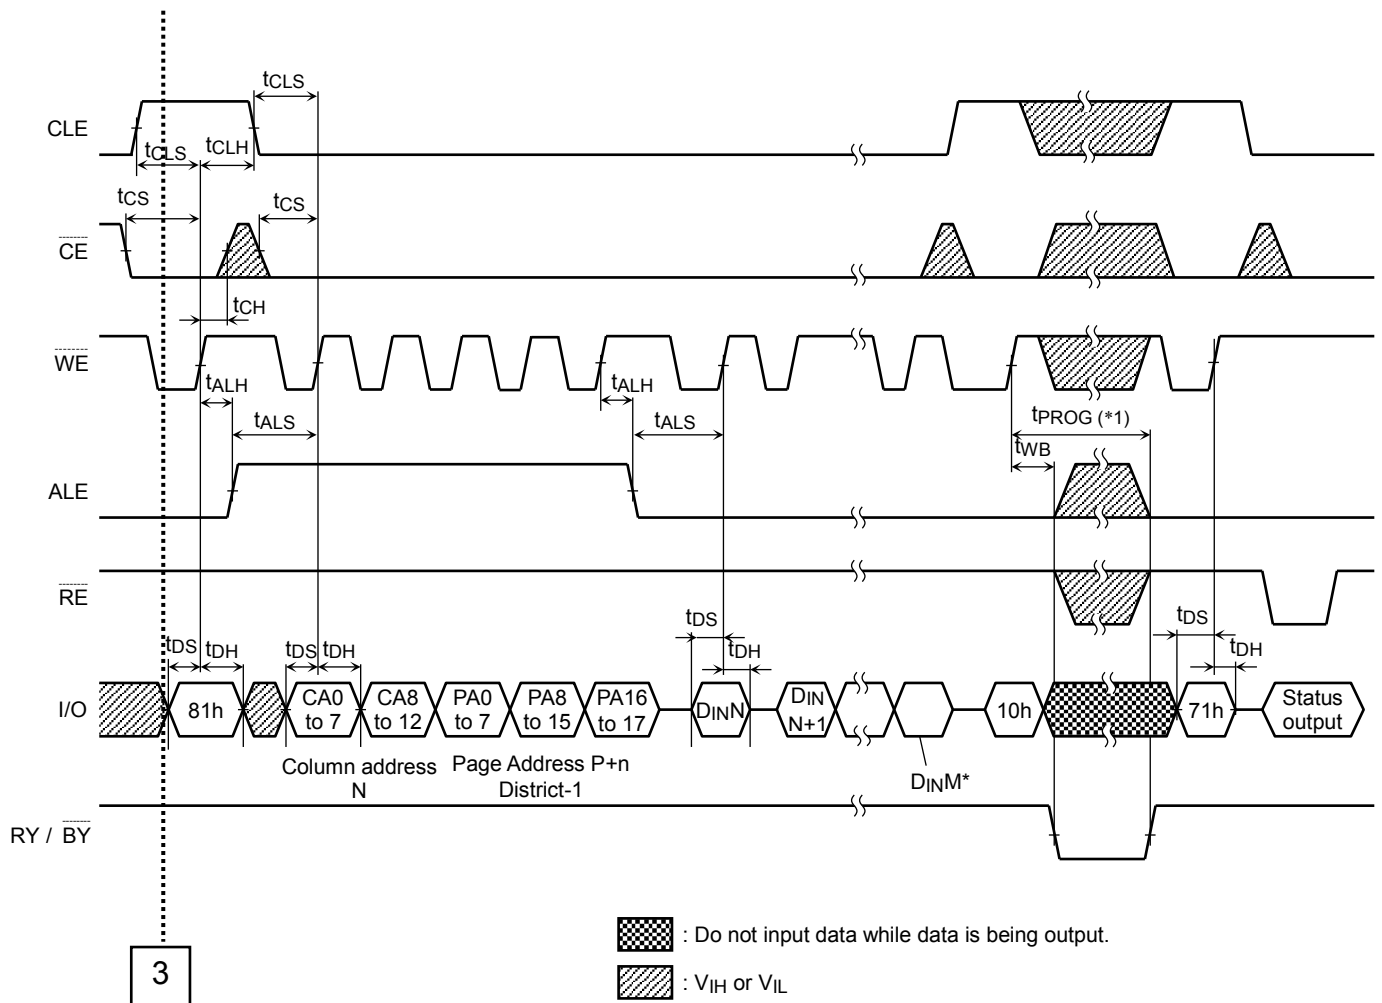 tCLS
CLE
tCLS tCLH
tCS tCS
CE
tCH
WE
tALH tALH
tALS tALS tPROG (*1)
tWB
ALE
RE
tDS tDH tDS tDH tDS tDH tDS tDH
I/O 81h CA0 to 7 CA8 to 12 PA0 to 7 PA8 to 15 PA16 to 17 DINN DIN N+1 10h 71h Status output
Column address N
Page Address P+n
District-1
DINM*
RY / BY
: Do not input data while data is being output.
3
: VIH or VIL